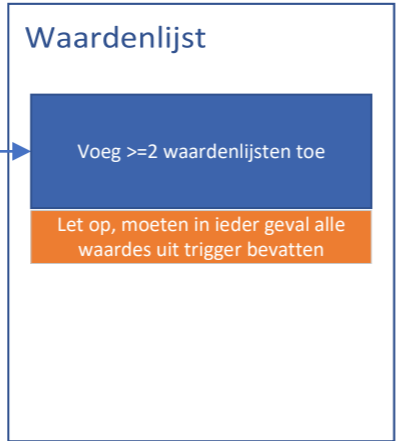 Waardenlijst
Voeg >=2 waardenlijsten toe
Let op, moeten in ieder geval alle
waardes uit trigger bevatten